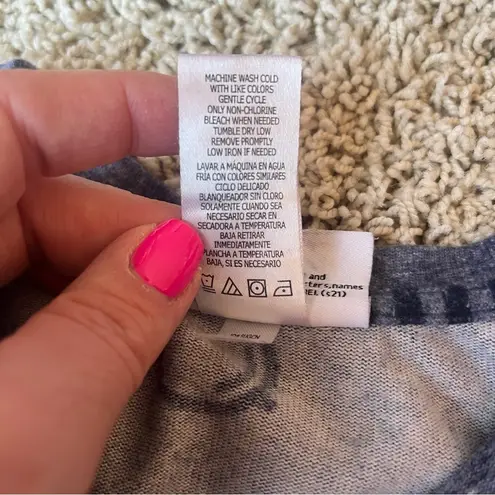 MACHINE WASH COLD
WITH LIKE COLORS
GENTLE CYCLE
ONLY NON-CHLORINE
BLEACH WHEN NEEDED
TUMBLE DRY LOW
REMOVE PROMPTLY
LOW IRON IF NEEDED
LAVAR A MÁQUINA EN AGUA
FRÍA CON COLORES SIMILARES
CICLO DELICADO
BLANQUEAR SIN CLORO
SOLAMENTE CUANDO SEA
NECESARIO SECAR EN
SECADORA A TEMPERATURA
BAJA RETIRAR
INMEDIATAMENTE
PLANCHA A TEMPERATURA
BAJA, SI ES NECESARIO
and
names
(s21)